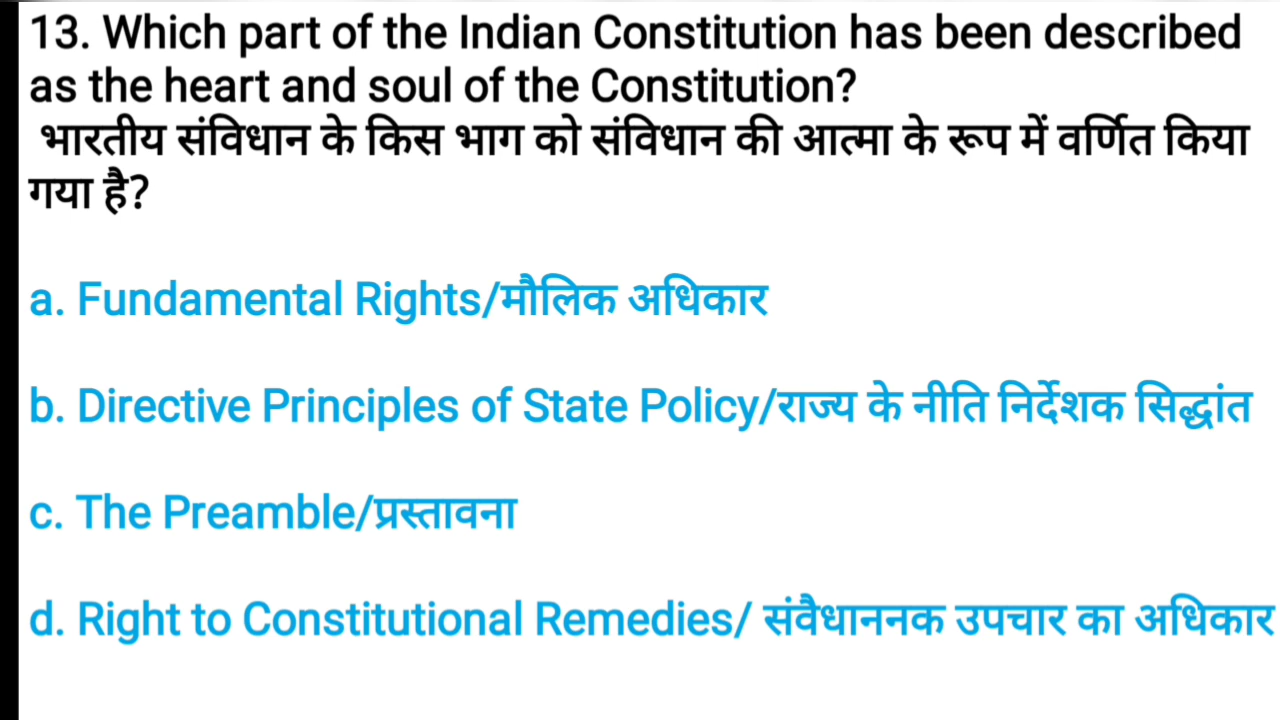 13. Which part of the Indian Constitution has been described
as the heart and soul of the Constitution?
भारतीय संविधान के किस भाग को संविधान की आत्मा के रूप में वर्णित किया
गया है?
a. Fundamental Rights/मौलिक अधिकार
b. Directive Principles of State Policy/राज्य के नीति निर्देशक सिद्धांत
c. The Preamble/प्रस्तावना
d. Right to Constitutional Remedies/ संवैधाननक उपचार का अधिकार